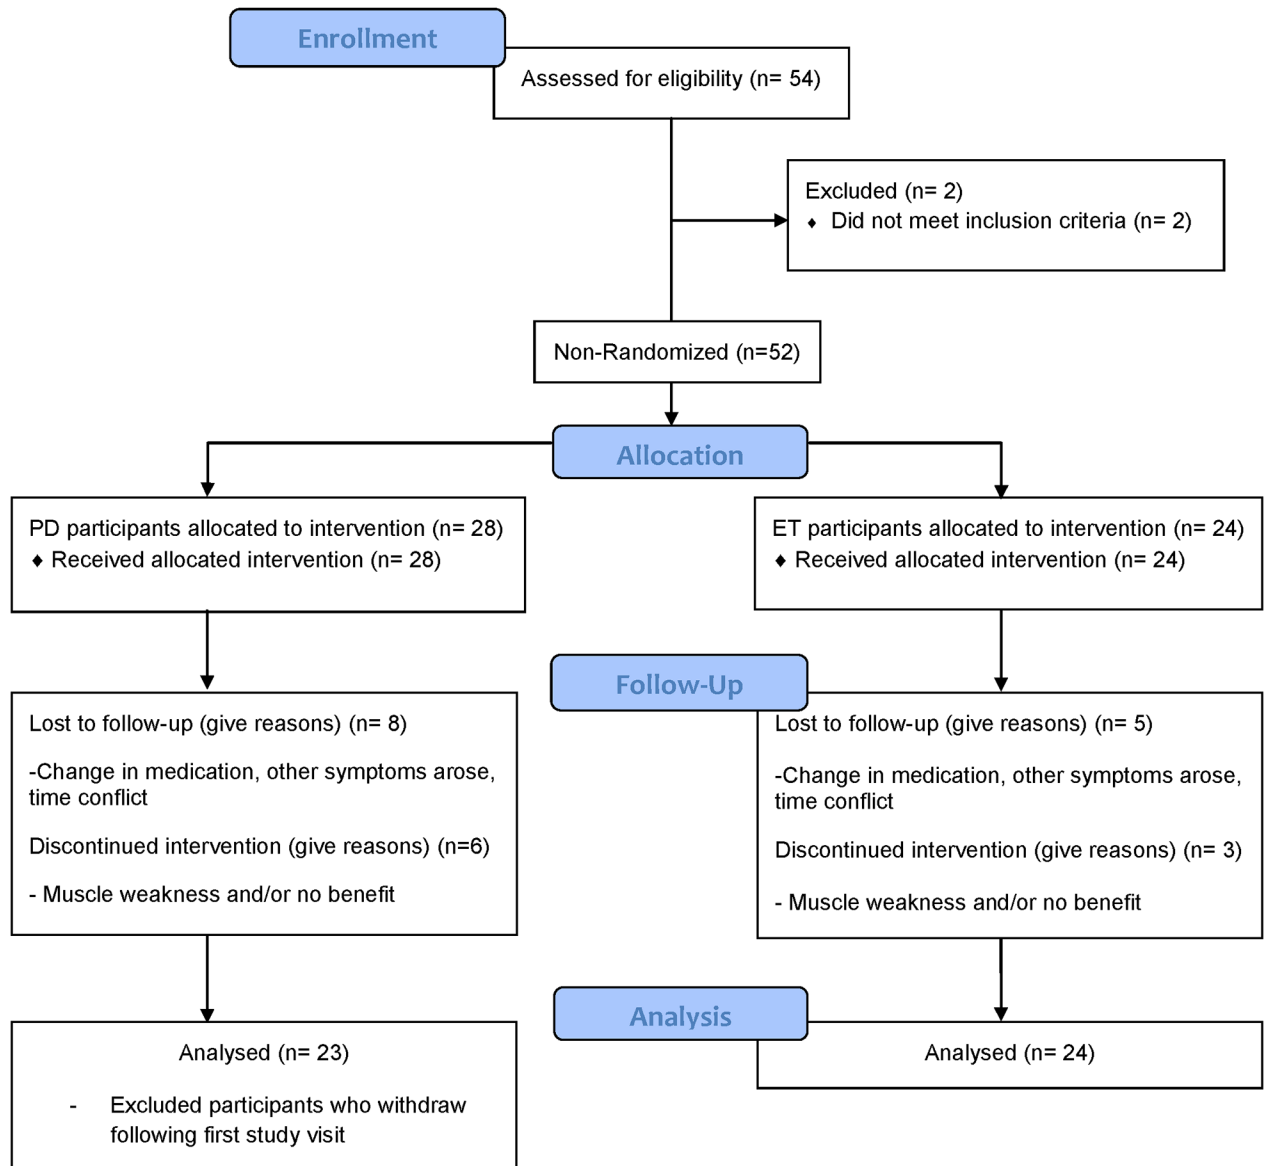 Enrollment
Assessed for eligibility (n= 54)
Excluded (n= 2)
♦ Did not meet inclusion criteria (n= 2)
Non-Randomized (n=52)
Allocation
PD participants allocated to intervention (n= 28)
♦ Received allocated intervention (n= 28)
ET participants allocated to intervention (n= 24)
♦ Received allocated intervention (n= 24)
Follow-Up
Lost to follow-up (give reasons) (n= 8)
-Change in medication, other symptoms arose,
time conflict
Discontinued intervention (give reasons) (n=6)
- Muscle weakness and/or no benefit
Lost to follow-up (give reasons) (n= 5)
-Change in medication, other symptoms arose,
time conflict
Discontinued intervention (give reasons) (n= 3)
- Muscle weakness and/or no benefit
Analysis
Analysed (n= 23)
- Excluded participants who withdraw
following first study visit
Analysed (n= 24)